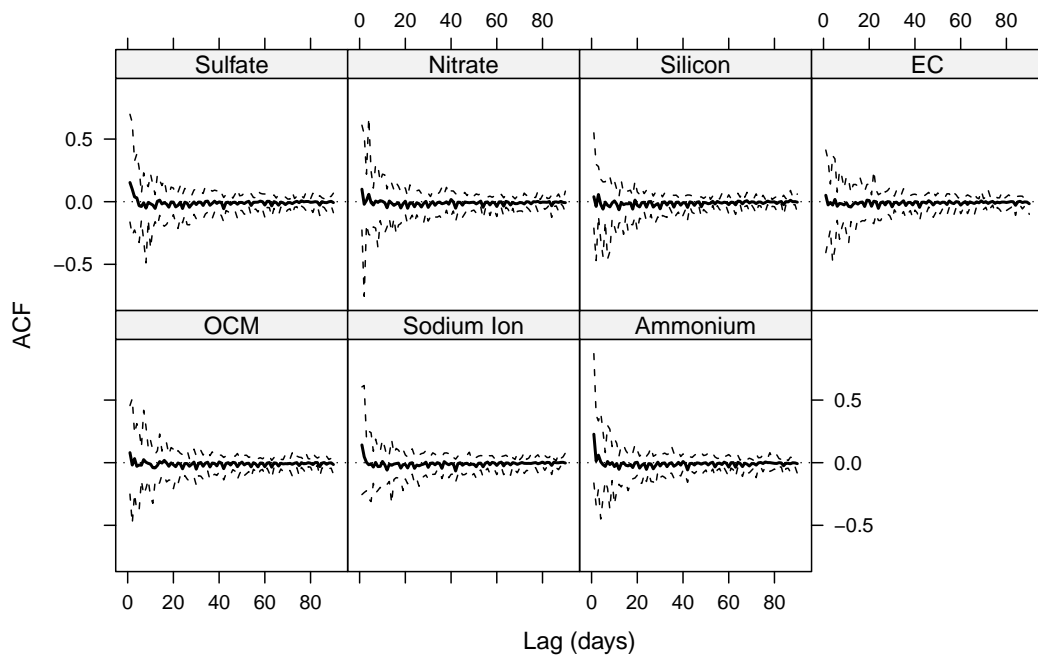 0 20 40 60 80 0 20 40 60 80
Sulfate Nitrate Silicon EC
0.5
0.0
−0.5
ACF
OCM Sodium Ion Ammonium
0.5
0.0
−0.5
0 20 40 60 80 0 20 40 60 80
Lag (days)